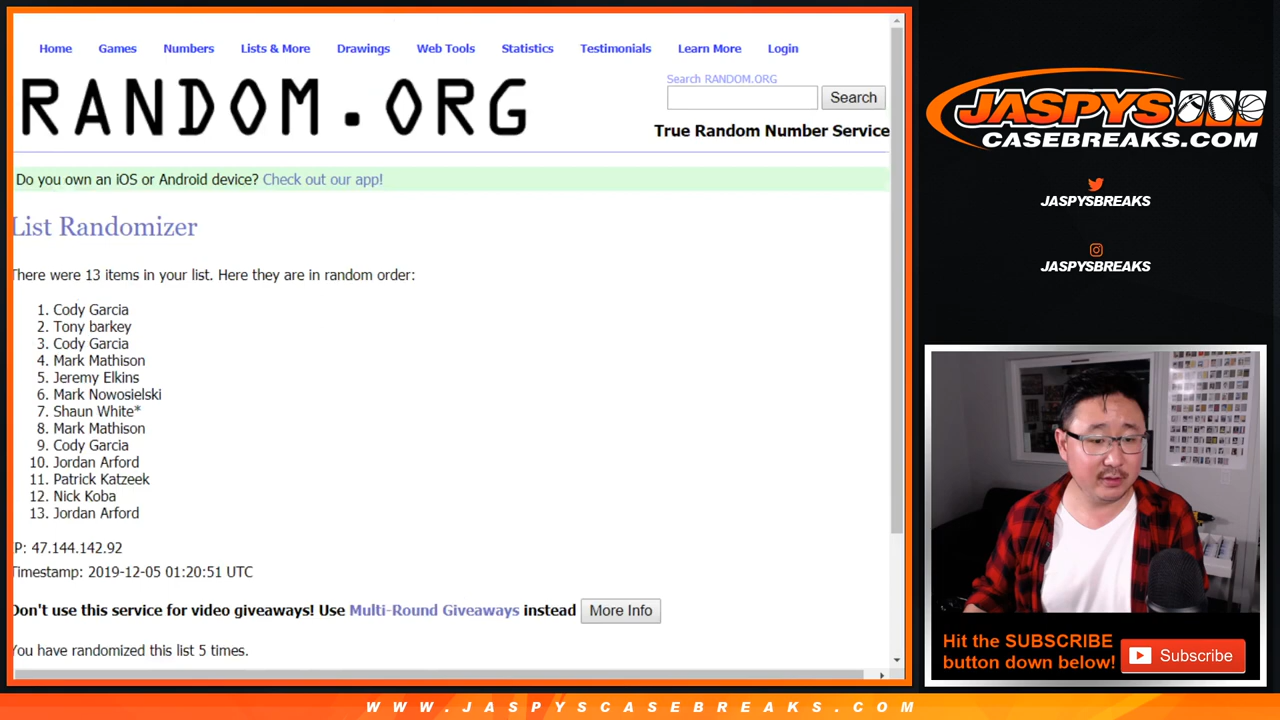 Home Games Numbers Lists & More Drawings Web Tools Statistics Testimonials Learn More Login
RANDOM.ORG
Search RANDOM.ORG
Search
True Random Number Service
Do you own an iOS or Android device? Check out our app!
List Randomizer
There were 13 items in your list. Here they are in random order:
1. Cody Garcia
2. Tony barkey
3. Cody Garcia
4. Mark Mathison
5. Jeremy Elkins
6. Mark Nowosielski
7. Shaun White*
8. Mark Mathison
9. Cody Garcia
10. Jordan Arford
11. Patrick Katzeek
12. Nick Koba
13. Jordan Arford
IP: 47.144.142.92
Timestamp: 2019-12-05 01:20:51 UTC
Don't use this service for video giveaways! Use Multi-Round Giveaways instead More Info
You have randomized this list 5 times.
JASPYS
CASEBREAKS.COM
JASPYSBREAKS
JASPYSBREAKS
Hit the SUBSCRIBE
button down below!
Subscribe
WWW.JASPYSCASEBREAKS.COM